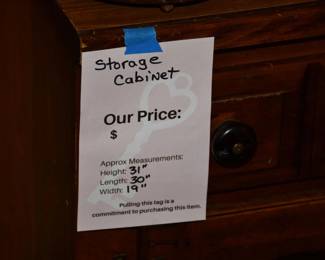 Storage
Cabinet
Our Price:
$
Approx Measurements:
Height: 31"
Length: 30"
Width: 19"
Pulling this tag is a
commitment to purchasing this item.